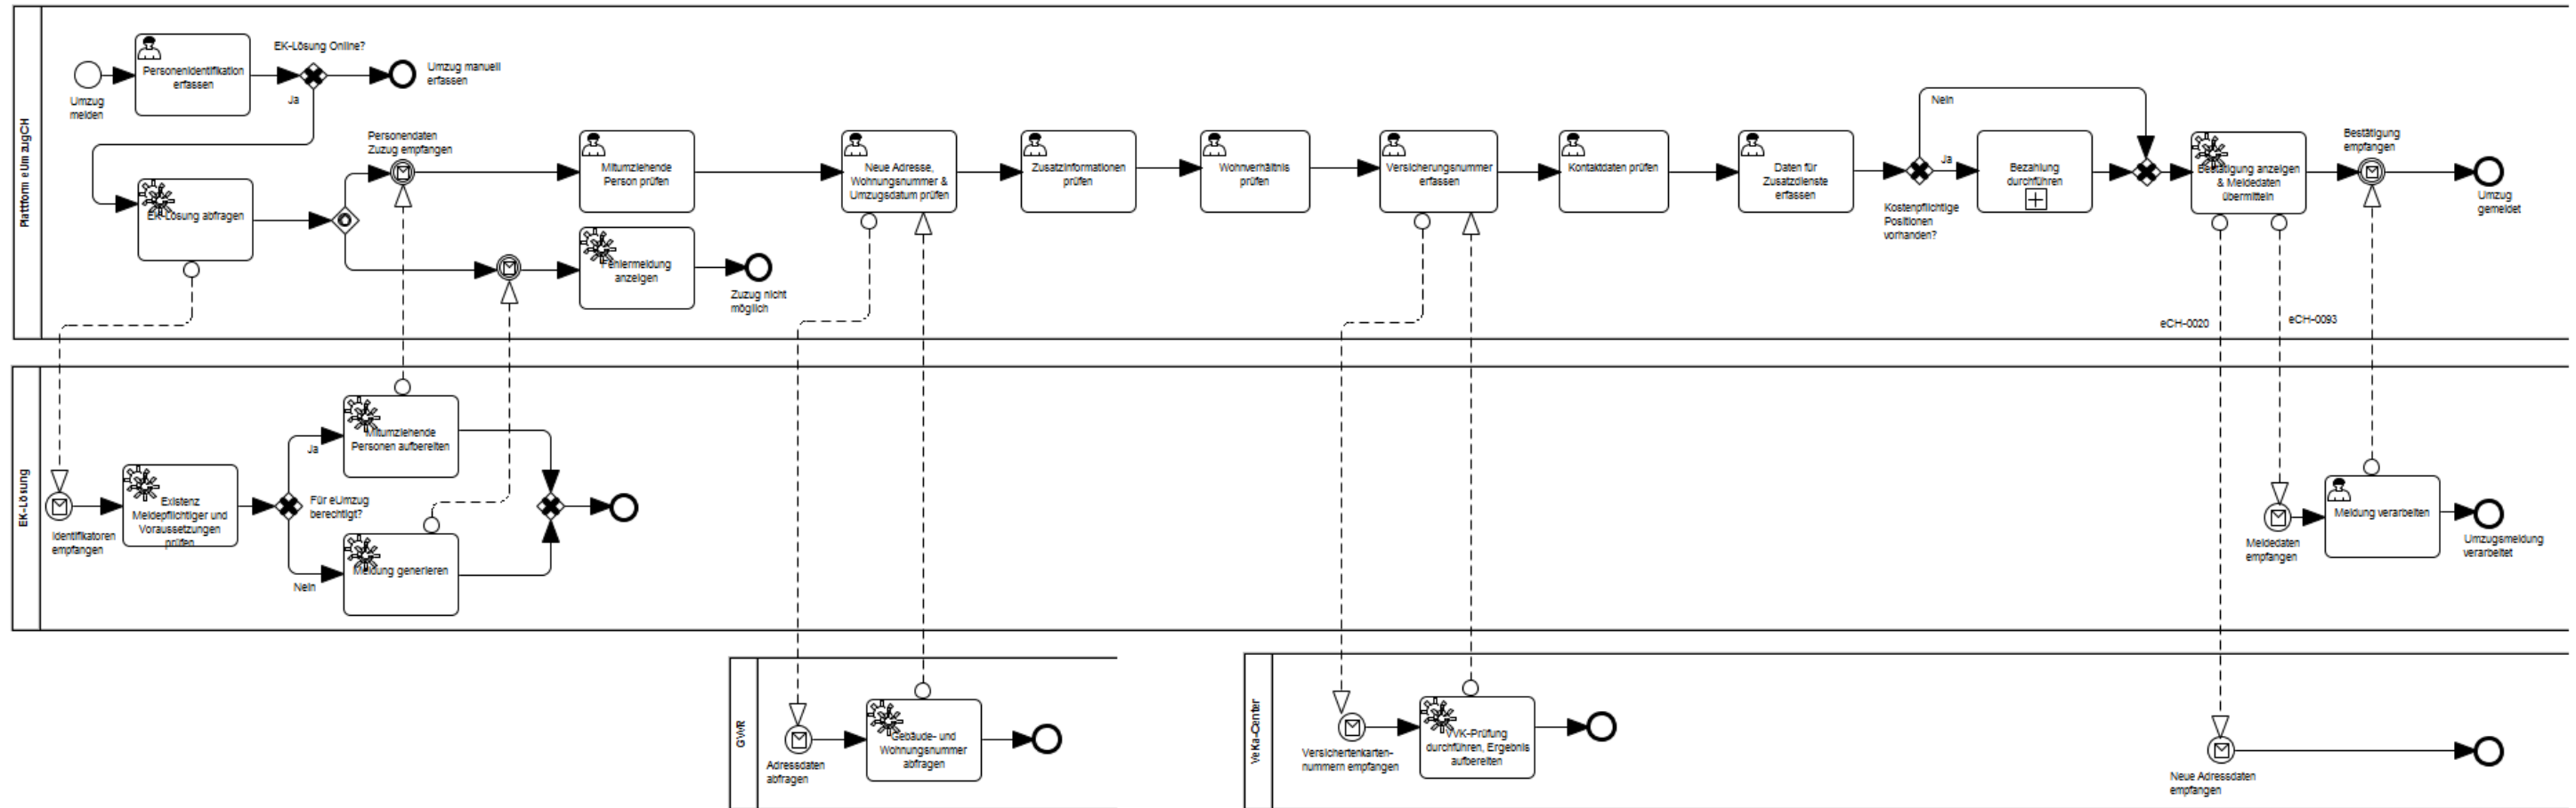 Plattform eUmzugCH
Umzug
melden
Personenidentifikation
erfassen
EK-Lösung Online?
Ja
Umzug manuell
erfassen
EK-Lösung abfragen
Personendaten
Zuzug empfangen
Mitumziehende
Person prüfen
Fehlermeldung
anzeigen
Zuzug nicht
möglich
Neue Adresse,
Wohnungsnummer &
Umzugsdatum prüfen
Zusatzinformationen
prüfen
Wohnverhältnis
prüfen
Versicherungsnummer
erfassen
Kontaktdaten prüfen
Daten für
Zusatzdienste
erfassen
Kostenpflichtige
Positionen
vorhanden?
Nein
Ja
Bezahlung
durchführen
Bestätigung anzeigen
& Meldedaten
übermitteln
Bestätigung
empfangen
Umzug
gemeldet
eCH-0020
eCH-0093
EK-Lösung
Identifikatoren
empfangen
Existenz
Meldepflichtiger und
Voraussetzungen
prüfen
Für eUmzug
berechtigt?
Ja
Nein
Mitumziehende
Personen aufbereiten
Meldung generieren
Meldedaten
empfangen
Meldung verarbeiten
Umzugsmeldung
verarbeitet
GWR
Adressdaten
abfragen
Gebäude- und
Wohnungsnummer
abfragen
VeKa-Center
Versichertenkarten-
nummern empfangen
VVK-Prüfung
durchführen, Ergebnis
aufbereiten
Neue Adressdaten
empfangen